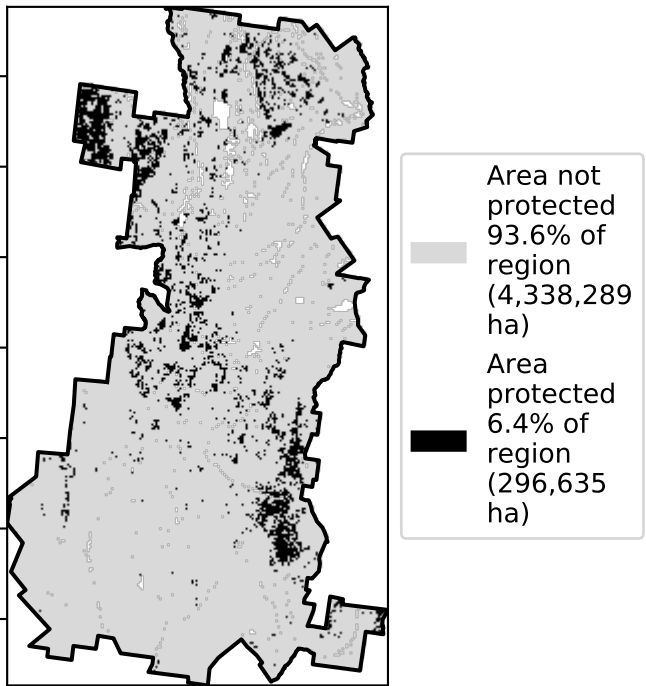 Area not
protected
93.6% of
region
(4,338,289
ha)
Area
protected
6.4% of
region
(296,635
ha)